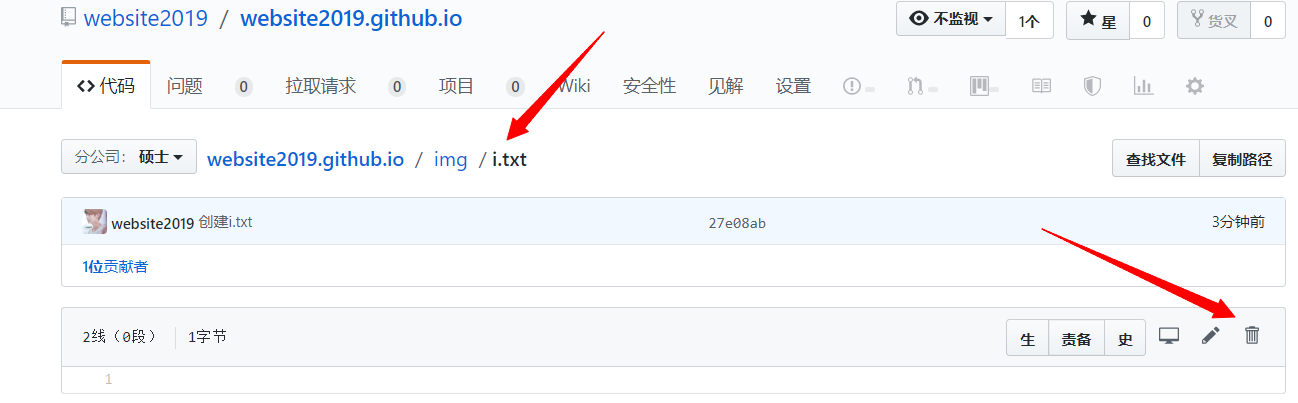 website2019 / website2019.github.io 不监视 1个 星 0 货叉 0
代码 问题 0 拉取请求 0 项目 0 Wiki 安全性 见解 设置
分公司: 硕士 website2019.github.io / img / i.txt 查找文件 复制路径
website2019 创建i.txt 27e08ab 3分钟前
1位贡献者
2线（0段） 1字节 生 责备 史
1